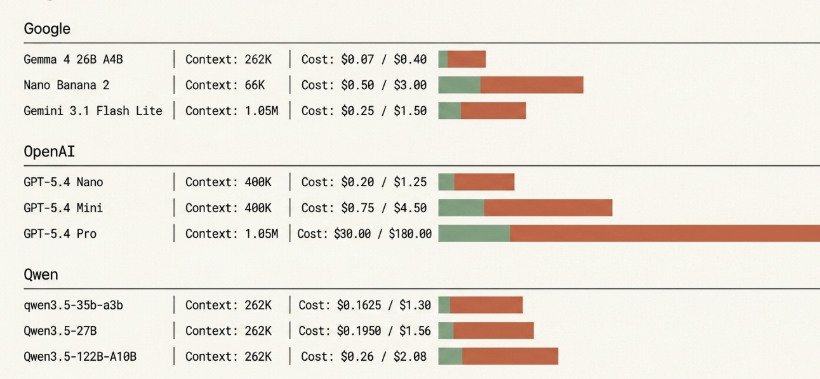 Google
Gemma 4 26B A4B | Context: 262K | Cost: $0.07 / $0.40
Nano Banana 2 | Context: 66K | Cost: $0.50 / $3.00
Gemini 3.1 Flash Lite | Context: 1.05M | Cost: $0.25 / $1.50
OpenAI
GPT-5.4 Nano | Context: 400K | Cost: $0.20 / $1.25
GPT-5.4 Mini | Context: 400K | Cost: $0.75 / $4.50
GPT-5.4 Pro | Context: 1.05M | Cost: $30.00 / $180.00
Qwen
qwen3.5-35b-a3b | Context: 262K | Cost: $0.1625 / $1.30
Qwen3.5-27B | Context: 262K | Cost: $0.1950 / $1.56
Qwen3.5-122B-A10B | Context: 262K | Cost: $0.26 / $2.08